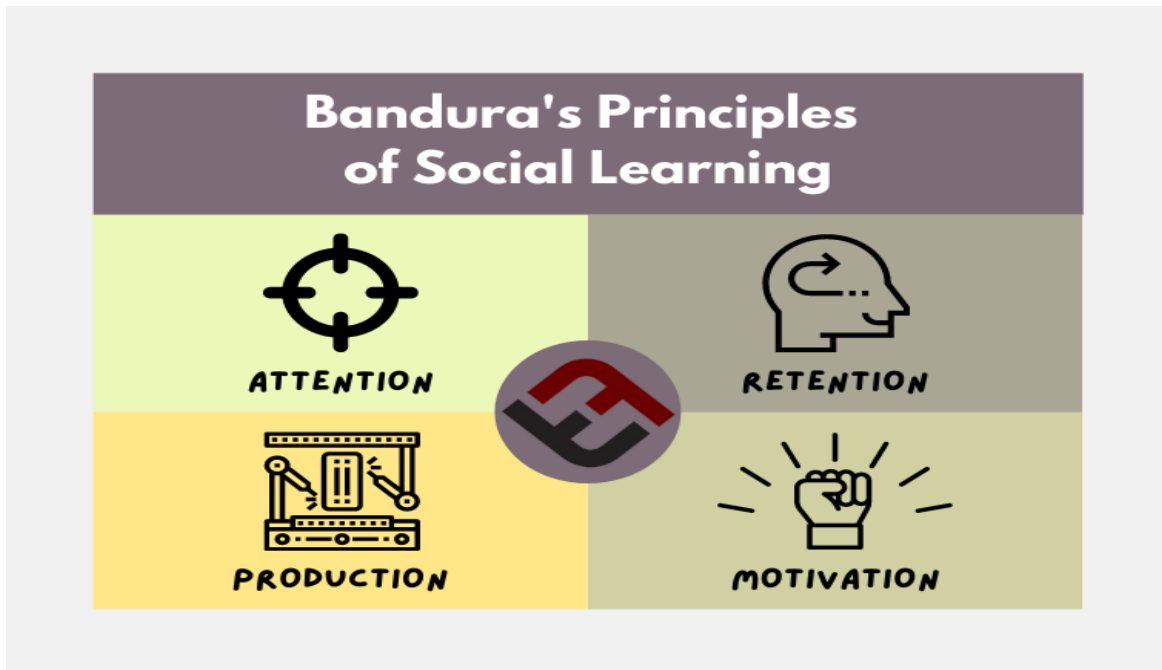 Bandura's Principles
of Social Learning
ATTENTION
RETENTION
PRODUCTION
MOTIVATION